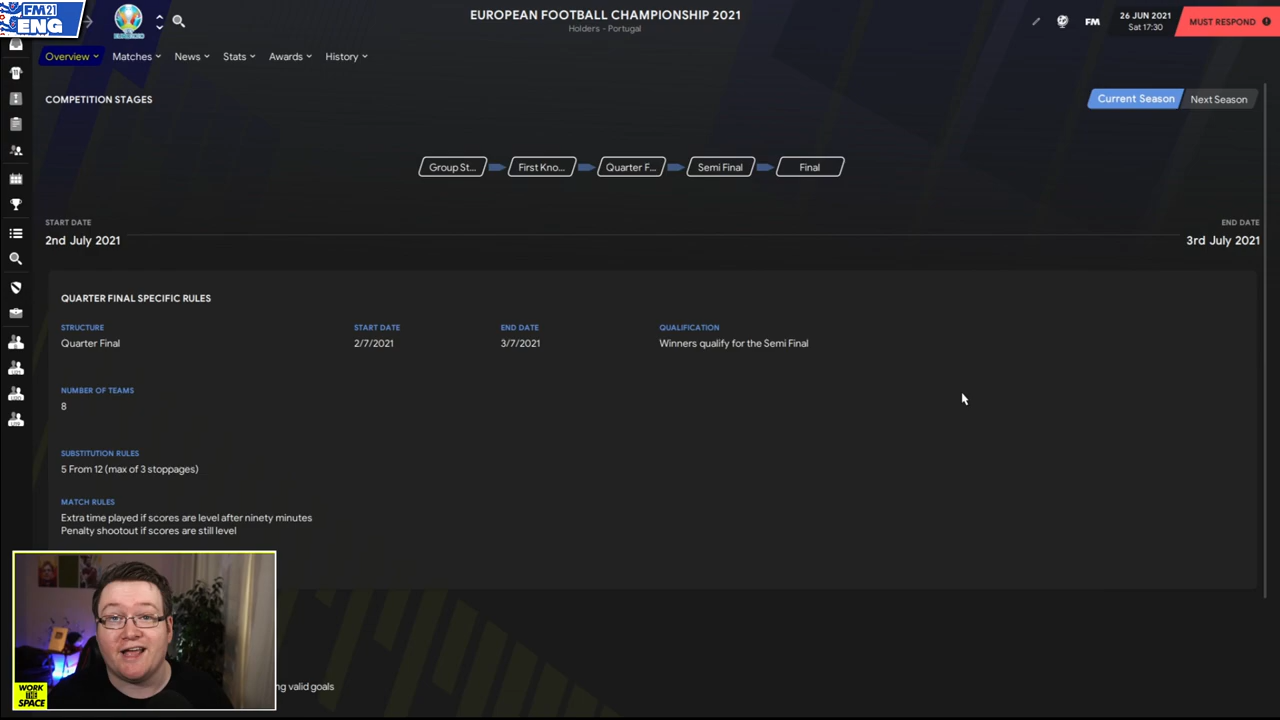 FM21
ENG
EUROPEAN FOOTBALL CHAMPIONSHIP 2021
Holders - Portugal
FM
26 JUN 2021
Sat 17:30
MUST RESPOND
Overview
Matches
News
Stats
Awards
History
COMPETITION STAGES
Current Season
Next Season
Group St...
First Kno...
Quarter F...
Semi Final
Final
START DATE
2nd July 2021
END DATE
3rd July 2021
QUARTER FINAL SPECIFIC RULES
STRUCTURE
Quarter Final
START DATE
2/7/2021
END DATE
3/7/2021
QUALIFICATION
Winners qualify for the Semi Final
NUMBER OF TEAMS
8
SUBSTITUTION RULES
5 From 12 (max of 3 stoppages)
MATCH RULES
Extra time played if scores are level after ninety minutes
Penalty shootout if scores are still level
ng valid goals
WORK
THE
SPACE